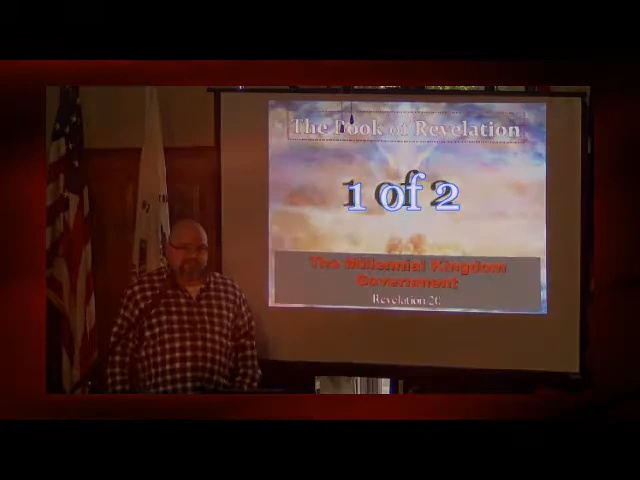 The Book of Revelation
1 of 2
The Millennial Kingdom
Government
Revelation 20